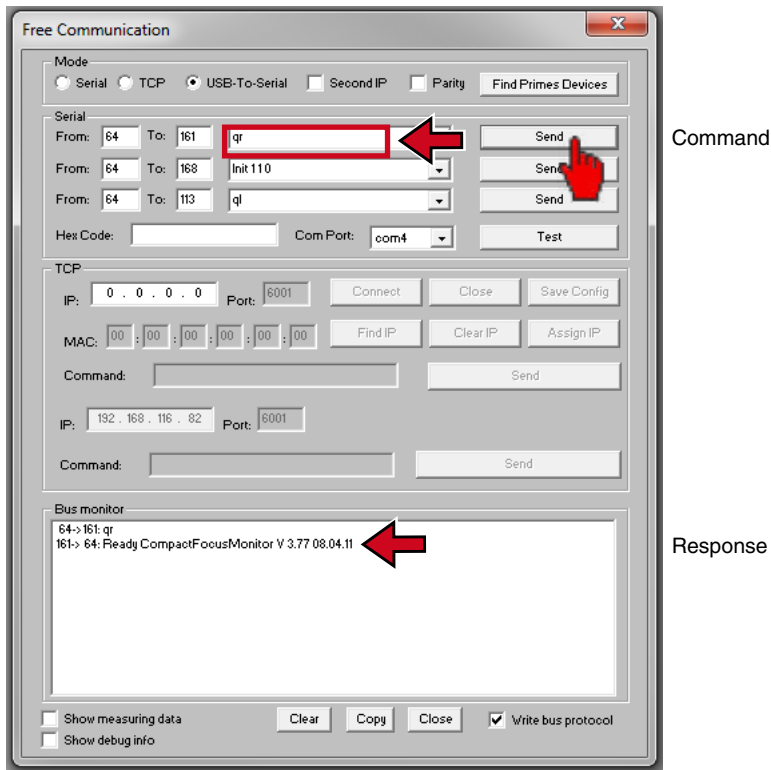 Free Communication
Mode
Serial TCP USB-To-Serial Second IP Parity Find Primes Devices
Serial
From: 64 To: 161 qr Send
Command
From: 64 To: 168 Init 110 Send
From: 64 To: 113 ql Send
Hex Code: Com Port: com4 Test
TCP
IP: 0 . 0 . 0 . 0 Port: 6001 Connect Close Save Config
MAC: 00 : 00 : 00 : 00 : 00 : 00 Find IP Clear IP Assign IP
Command: Send
IP: 192 . 168 . 116 . 82 Port: 6001
Command: Send
Bus monitor
64->161: qr
161-> 64: Ready CompactFocusMonitor V 3.77 08.04.11
Response
Show measuring data Clear Copy Close Write bus protocol
Show debug info